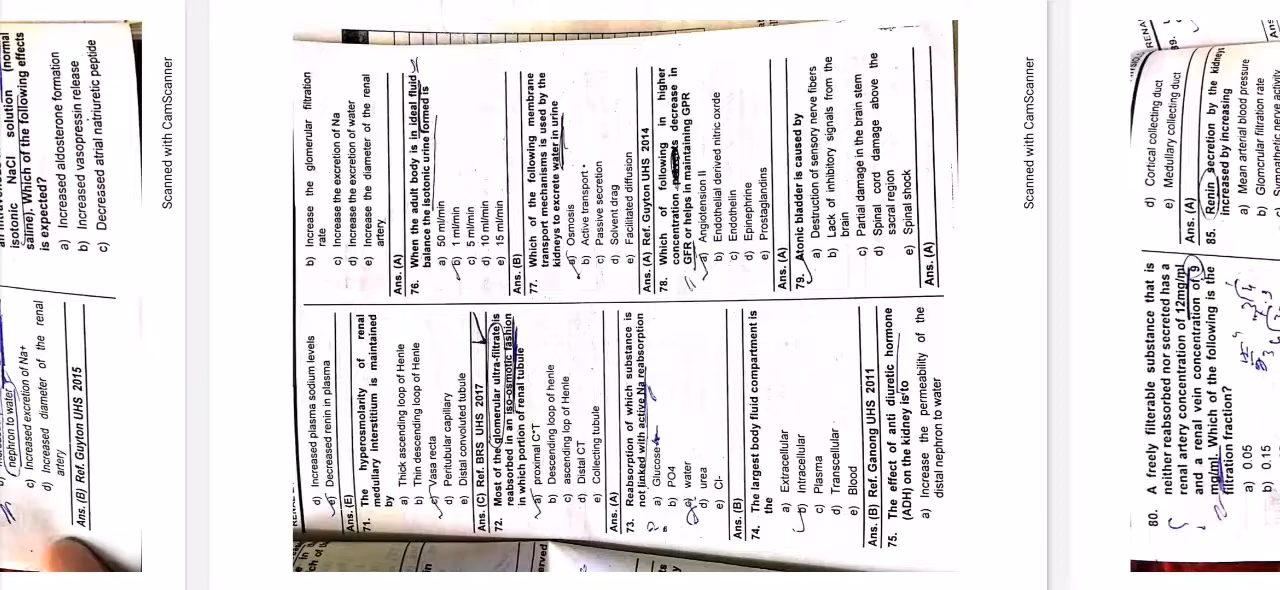 isotonic NaCl solution (normal
saline). Which of the following effects
is expected?
a) Increased aldosterone formation
b) Increased vasopressin release
c) Decreased atrial natriuretic peptide
nephron to water
c) Increased excretion of Na+
d) Increased diameter of the renal
artery
Ans. (B) Ref. Guyton UHS 2015
Scanned with CamScanner
d) Increased plasma sodium levels
e) Decreased renin in plasma
Ans. (E)
71. The hyperosmolarity of renal
medullary interstitium is maintained
by
a) Thick ascending loop of Henle
b) Thin descending loop of Henle
c) Vasa recta
d) Peritubular capillary
e) Distal convoluted tubule
Ans. (C) Ref. BRS UHS 2017
72. Most of the glomerular ultra-filtrate is
reabsorbed in an iso-osmotic fashion
in which portion of renal tubule
a) proximal C*T
b) Descending loop of henle
c) ascending lop of Henle
d) Distal CT
e) Collecting tubule
Ans. (A)
73. Reabsorption of which substance is
not linked with active Na reabsorption
a) Glucose
b) PO4
c) water
d) urea
e) Cl-
Ans. (B)
74. The largest body fluid compartment is
the
a) Extracellular
b) Intracellular
c) Plasma
d) Transcellular
e) Blood
Ans. (B) Ref. Ganong UHS 2011
75. The effect of anti diuretic hormone
(ADH) on the kidney is to
a) Increase the permeability of the
distal nephron to water
b) Increase the glomerular filtration
rate
c) Increase the excretion of Na
d) Increase the excretion of water
e) Increase the diameter of the renal
artery
Ans. (A)
76. When the adult body is in ideal fluid
balance the isotonic urine formed is
a) 50 ml/min
b) 1 ml/min
c) 5 ml/min
d) 10 ml/min
e) 15 ml/min
Ans. (B)
77. Which of the following membrane
transport mechanisms is used by the
kidneys to excrete water in urine
a) Osmosis
b) Active transport
c) Passive secretion
d) Solvent drag
e) Facilitated diffusion
Ans. (A) Ref. Guyton UHS 2014
78. Which of following in higher
concentration decrease in
GFR or helps in maintaining GPR
a) Angiotension II
b) Endothelial derived nitric oxrde
c) Endothelin
d) Epinephrine
e) Prostaglandins
Ans. (A)
79. Atonic bladder is caused by
a) Destruction of sensory nerve fibers
b) Lack of inhibitory signals from the
brain
c) Partial damage in the brain stem
d) Spinal cord damage above the
sacral region
e) Spinal shock
Ans. (A)
Scanned with CamScanner
80. A freely filterable substance that is
neither reabsorbed nor secreted has a
renal artery concentration of 12mg/ml
and a renal vein concentration of 9
mg/ml. Which of the following is the
filtration fraction?
a) 0.05
b) 0.15
d) Cortical collecting duct
e) Medullary collecting duct
Ans. (A)
85. Renin secretion by the kidney
increased by increasing
a) Mean arterial blood pressure
b) Glomrular filtration rate